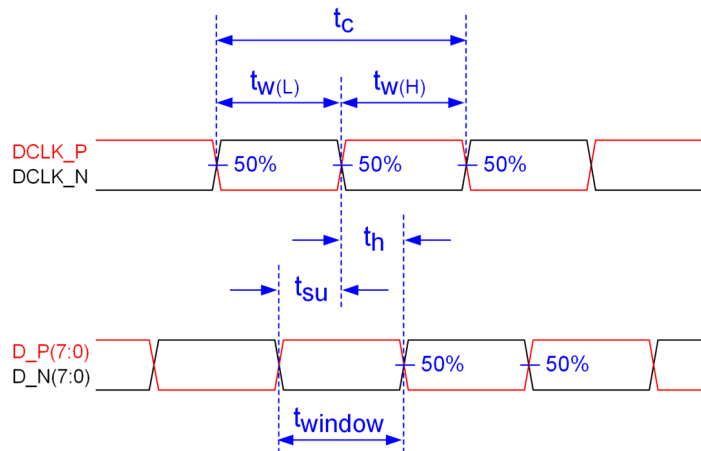 tc
tw(L) tw(H)
DCLK_P
DCLK_N
50% 50% 50%
th
tsu
D_P(7:0)
D_N(7:0)
50% 50%
twindow